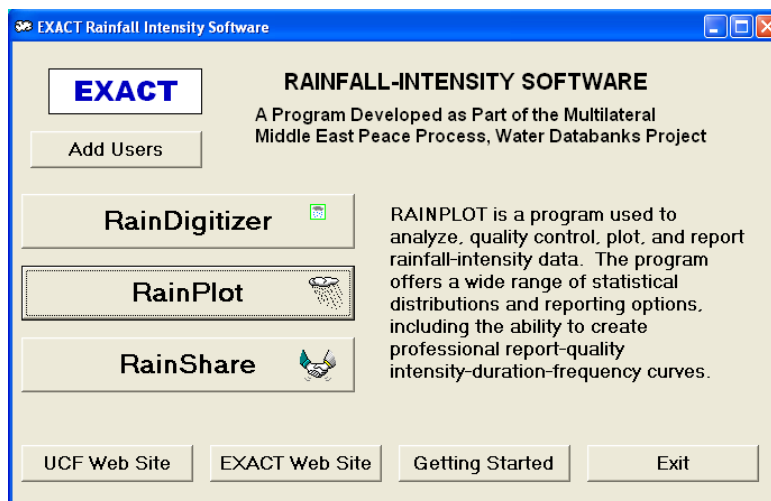 EXACT Rainfall Intensity Software
EXACT
RAINFALL-INTENSITY SOFTWARE
A Program Developed as Part of the Multilateral
Middle East Peace Process, Water Databanks Project
Add Users
RainDigitizer
RainPlot
RainShare
RAINPLOT is a program used to
analyze, quality control, plot, and report
rainfall-intensity data.  The program
offers a wide range of statistical
distributions and reporting options,
including the ability to create
professional report-quality
intensity-duration-frequency curves.
UCF Web Site
EXACT Web Site
Getting Started
Exit